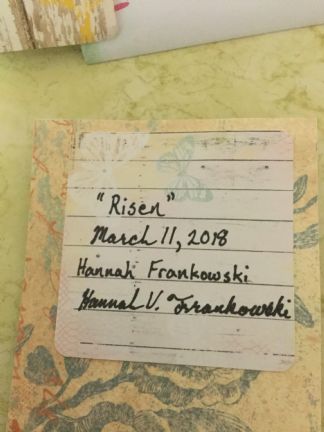 "Risen"
March 11, 2018
Hannah Frankowski
Hannah V. Frankowski